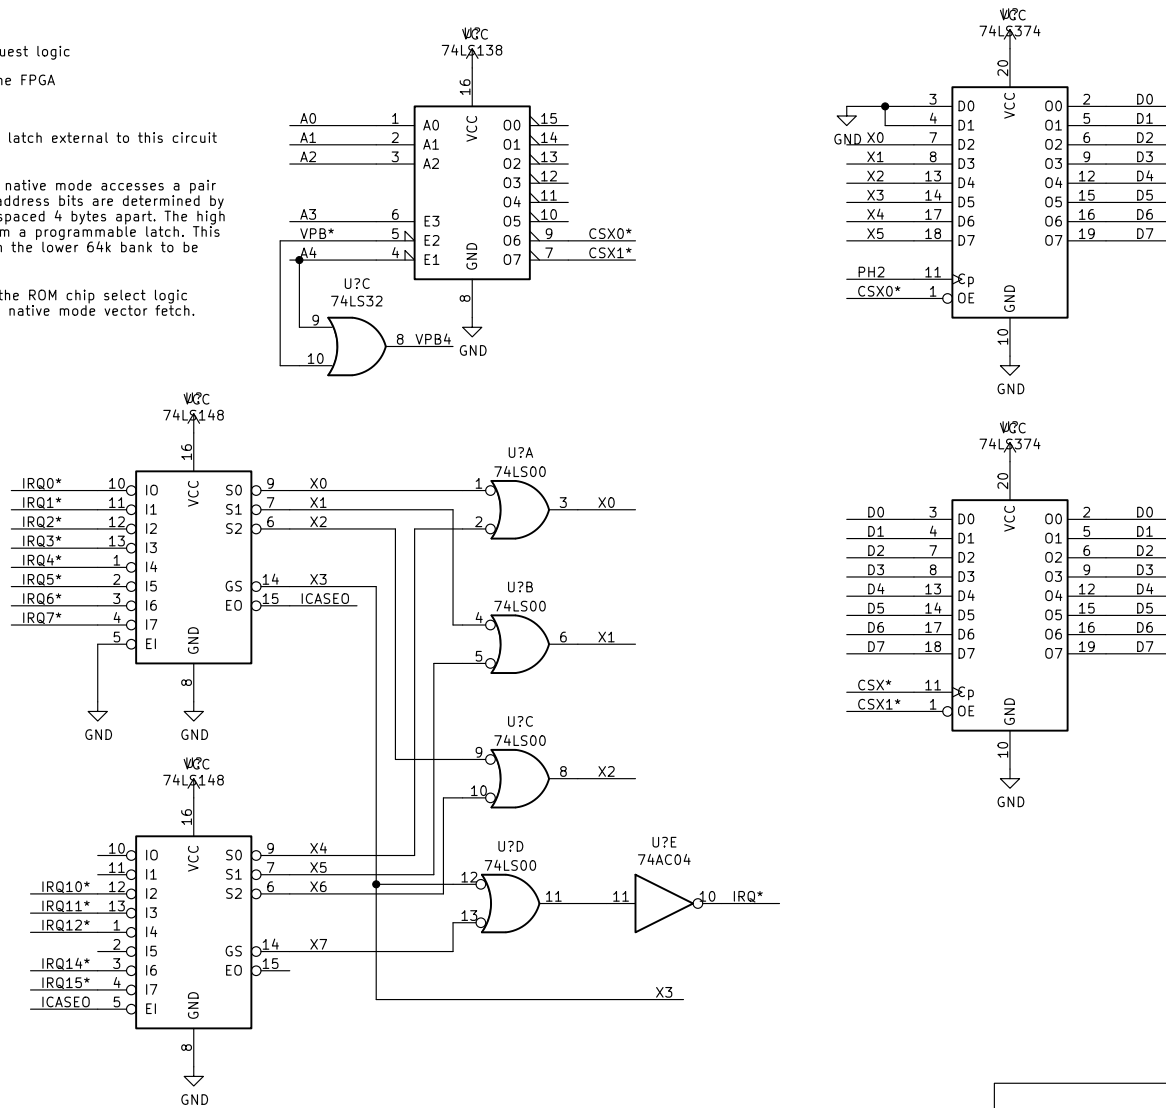 uest logic
ne FPGA
latch external to this circuit
native mode accesses a pair
address bits are determined by
spaced 4 bytes apart. The high
m a programmable latch. This
n the lower 64k bank to be
the ROM chip select logic
native mode vector fetch.
U?
VCC
74LS138
16
VCC
A0 1 A0 O0 15
A1 2 A1 O1 14
A2 3 A2 O2 13
O3 12
O4 11
A3 6 E3 O5 10
VPB* 5 E2 O6 9 CSX0*
A4 4 E1 O7 7 CSX1*
GND
8
GND
U?C
74LS32
9
10
8 VPB4
U?
VCC
74LS374
20
VCC
3 D0 O0 2 D0
4 D1 O1 5 D1
GND X0 7 D2 O2 6 D2
X1 8 D3 O3 9 D3
X2 13 D4 O4 12 D4
X3 14 D5 O5 15 D5
X4 17 D6 O6 16 D6
X5 18 D7 O7 19 D7
PH2 11 Cp
CSX0* 1 OE
GND
10
GND
U?
VCC
74LS148
16
VCC
IRQ0* 10 I0 S0 9 X0
IRQ1* 11 I1 S1 7 X1
IRQ2* 12 I2 S2 6 X2
IRQ3* 13 I3
IRQ4* 1 I4
IRQ5* 2 I5 GS 14 X3
IRQ6* 3 I6 EO 15 ICASEO
IRQ7* 4 I7
5 EI
GND
8
GND
GND
U?A
74LS00
1
2
3 X0
U?B
74LS00
4
5
6 X1
U?C
74LS00
9
10
8 X2
U?D
74LS00
12
13
11
U?E
74AC04
11
10 IRQ*
X3
U?
VCC
74LS148
16
VCC
10 I0 S0 9 X4
11 I1 S1 7 X5
IRQ10* 12 I2 S2 6 X6
IRQ11* 13 I3
IRQ12* 1 I4
2 I5 GS 14 X7
IRQ14* 3 I6 EO 15
IRQ15* 4 I7
ICASEO 5 EI
GND
8
GND
U?
VCC
74LS374
20
VCC
D0 3 D0 O0 2 D0
D1 4 D1 O1 5 D1
D2 7 D2 O2 6 D2
D3 8 D3 O3 9 D3
D4 13 D4 O4 12 D4
D5 14 D5 O5 15 D5
D6 17 D6 O6 16 D6
D7 18 D7 O7 19 D7
CSX* 11 Cp
CSX1* 1 OE
GND
10
GND